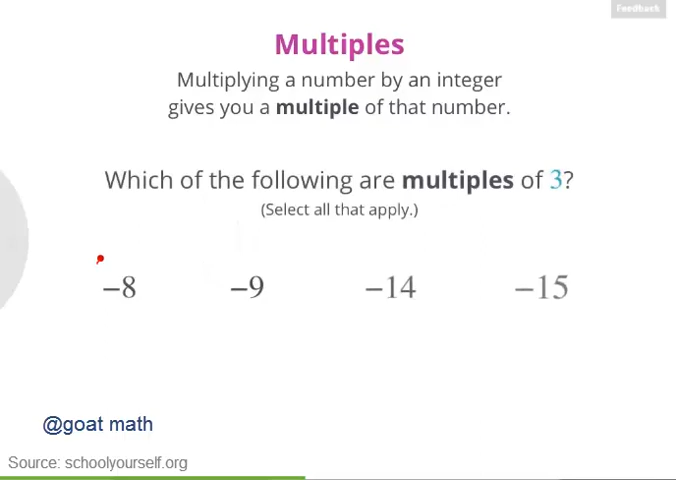 Feedback
Multiples
Multiplying a number by an integer
gives you a multiple of that number.
Which of the following are multiples of 3?
(Select all that apply.)
−8 −9 −14 −15
@goat math
Source: schoolyourself.org